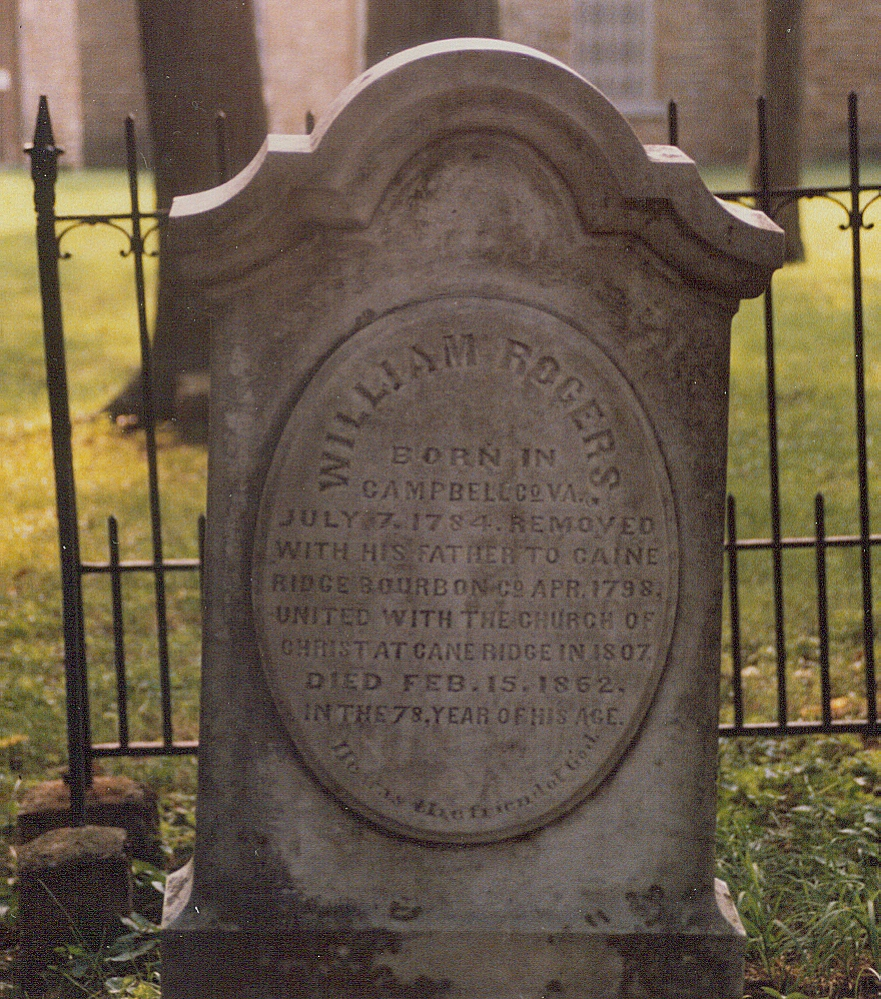 WILLIAM ROGERS.
BORN IN
CAMPBELL Cº VA.
JULY 7. 1784. REMOVED
WITH HIS FATHER TO CAINE
RIDGE BOURBON Cº APR. 1798.
UNITED WITH THE CHURCH OF
CHRIST AT CANE RIDGE IN 1807.
DIED FEB. 15. 1862.
IN THE 78, YEAR OF HIS AGE.
He was the friend of God.